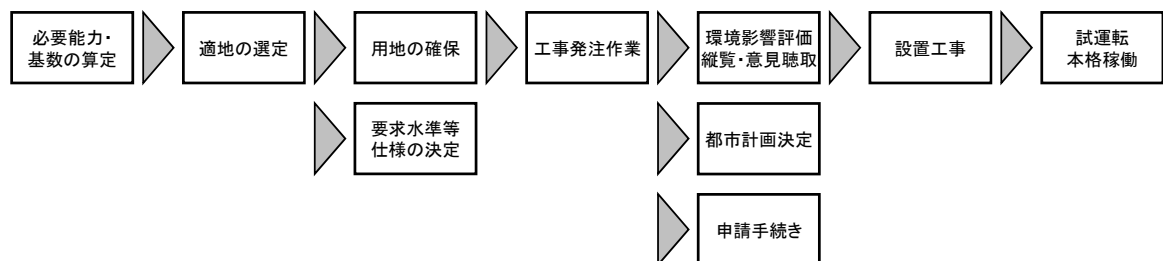 必要能力・
基数の算定
適地の選定
用地の確保
工事発注作業
環境影響評価
縦覧・意見聴取
設置工事
試運転
本格稼働
要求水準等
仕様の決定
都市計画決定
申請手続き